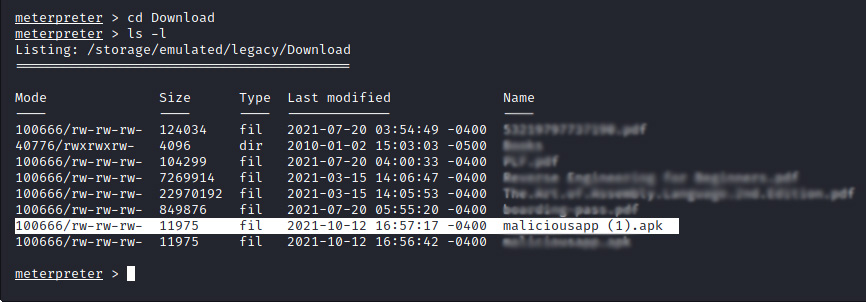 meterpreter > cd Download
meterpreter > ls -l
Listing: /storage/emulated/legacy/Download
==========================================
Mode Size Type Last modified Name
---- ---- ---- ------------- ----
100666/rw-rw-rw- 124034 fil 2021-07-20 03:54:49 -0400
40776/rwxrwxrw- 4096 dir 2010-01-02 15:03:03 -0500 Books
100666/rw-rw-rw- 104299 fil 2021-07-20 04:00:33 -0400
100666/rw-rw-rw- 7269914 fil 2021-03-15 14:06:47 -0400 Reverse Engineering for Beginners.pdf
100666/rw-rw-rw- 22970192 fil 2021-03-15 14:05:53 -0400 The.Art.of.Assembly.Language.2nd.Edition.pdf
100666/rw-rw-rw- 849876 fil 2021-07-20 05:55:20 -0400 boarding-pass.pdf
100666/rw-rw-rw- 11975 fil 2021-10-12 16:57:17 -0400 maliciousapp (1).apk
100666/rw-rw-rw- 11975 fil 2021-10-12 16:56:42 -0400 maliciousapp.apk
meterpreter >